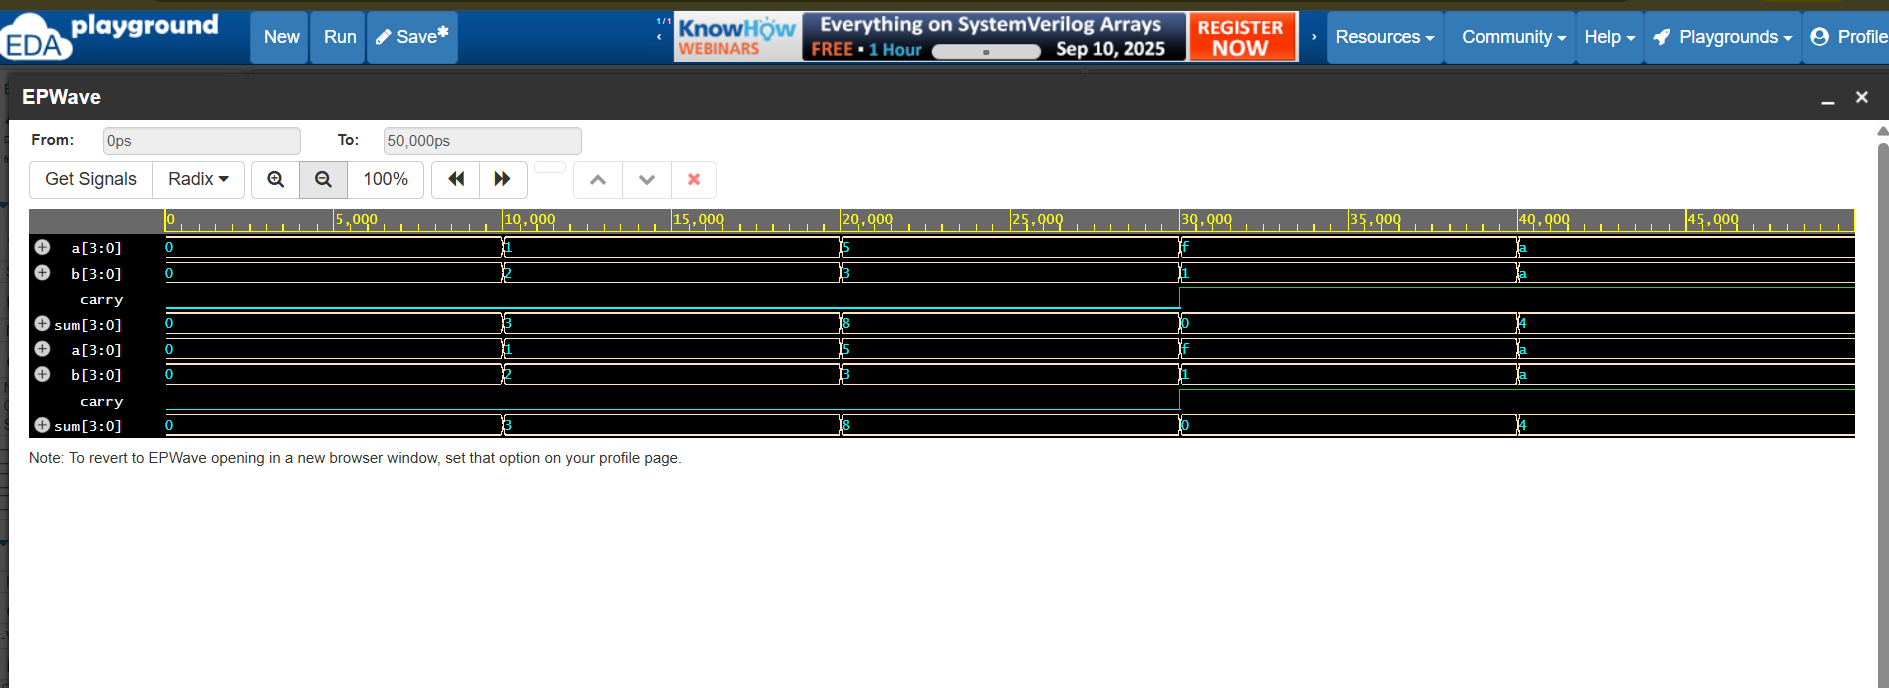 EDA playground
New Run Save*
1/1
KnowHow WEBINARS
Everything on SystemVerilog Arrays
FREE ▪ 1 Hour Sep 10, 2025
REGISTER NOW
Resources Community Help Playgrounds Profile
EPWave
From: 0ps To: 50,000ps
Get Signals Radix 100%
0 5,000 10,000 15,000 20,000 25,000 30,000 35,000 40,000 45,000
a[3:0] 0 1 5 f a
b[3:0] 0 2 3 1 a
carry
sum[3:0] 0 3 8 0 4
a[3:0] 0 1 5 f a
b[3:0] 0 2 3 1 a
carry
sum[3:0] 0 3 8 0 4
Note: To revert to EPWave opening in a new browser window, set that option on your profile page.